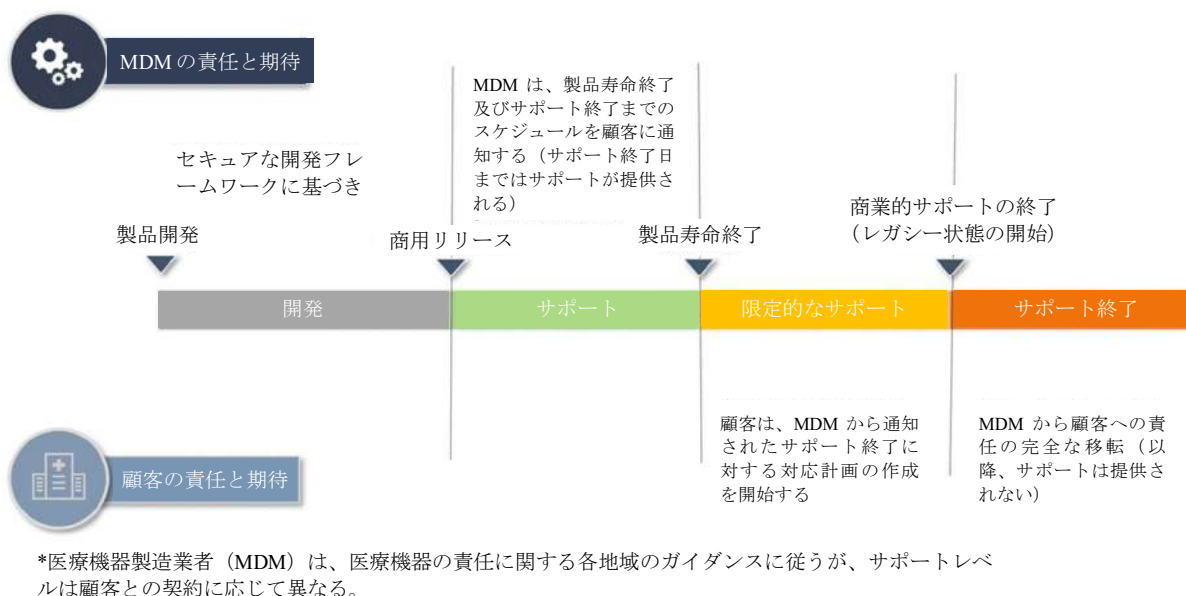 MDM の責任と期待
MDM は、製品寿命終了
及びサポート終了までの
スケジュールを顧客に通
知する(サポート終了日
まではサポートが提供さ
れる)
セキュアな開発フレ
ームワークに基づき
商業的サポートの終了
(レガシー状態の開始)
製品開発
商用リリース
製品寿命終了
開発
サポート
限定的なサポート
サポート終了
顧客の責任と期待
顧客は、MDM から通知
されたサポート終了に
対する対応計画の作成
を開始する
MDM から顧客への責
任の完全な移転(以
降、サポートは提供さ
れない)
*医療機器製造業者(MDM)は、医療機器の責任に関する各地域のガイダンスに従うが、サポートレベ
ルは顧客との契約に応じて異なる。